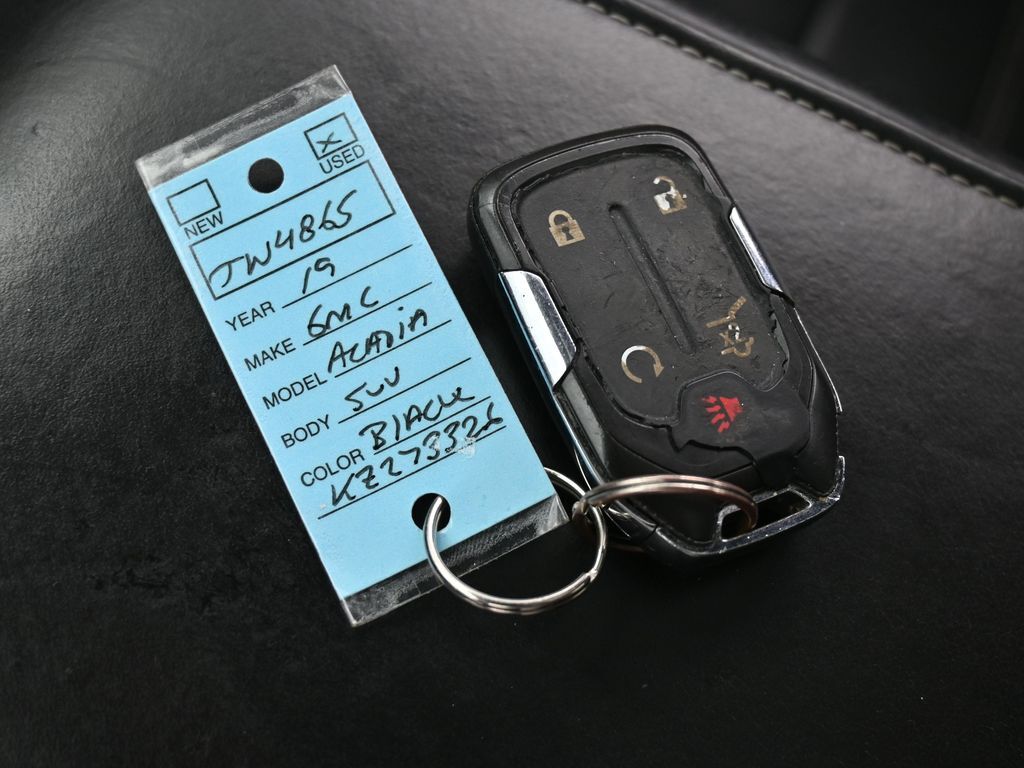 NEW
USED
JW4865
YEAR 19
MAKE GMC
MODEL ACADIA
BODY SUV
COLOR BlACK
KZ273326